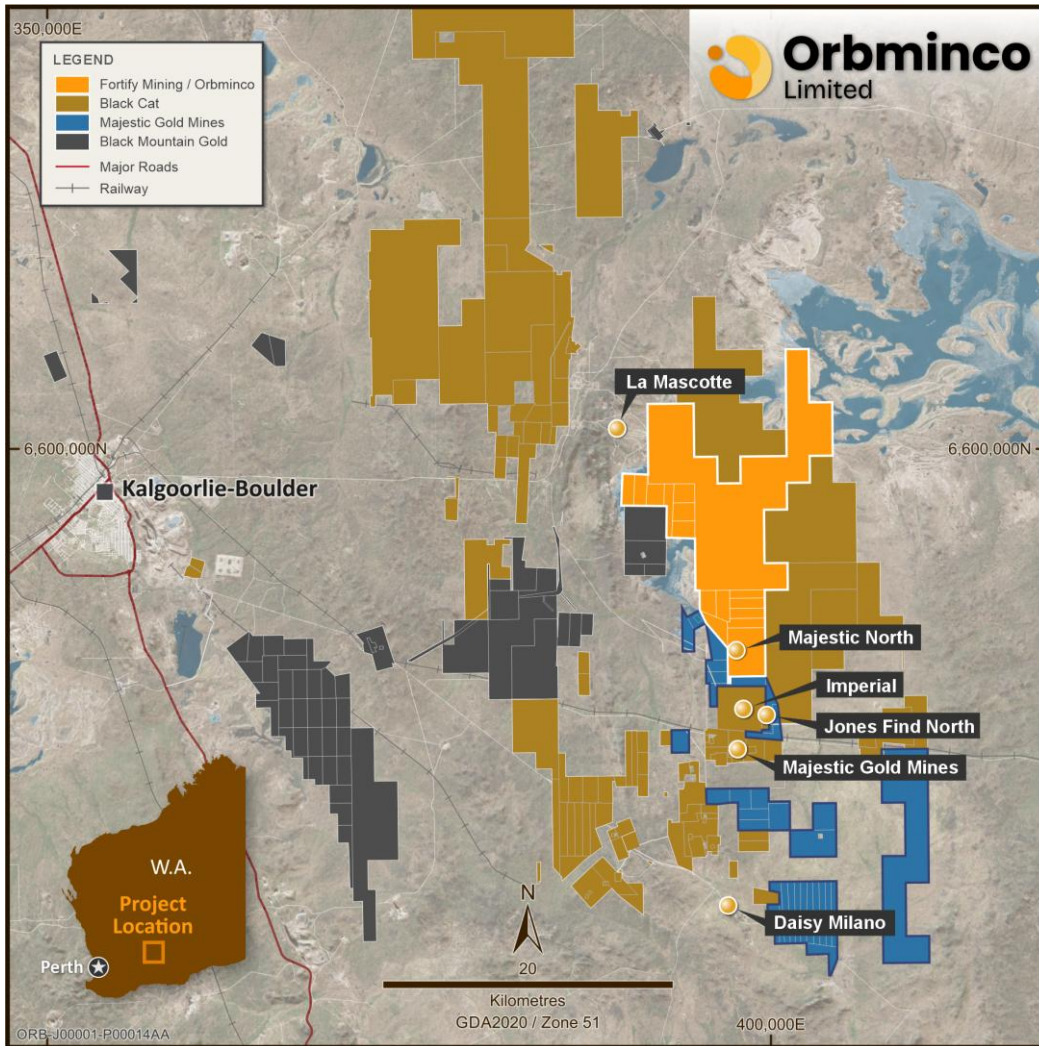 350,000E
Orbminco
Limited
LEGEND
Fortify Mining / Orbminco
Black Cat
Majestic Gold Mines
Black Mountain Gold
Major Roads
Railway
La Mascotte
6,600,000N
6,600,000N
Kalgoorlie-Boulder
Majestic North
Imperial
Jones Find North
Majestic Gold Mines
W.A.
Project
Location
Perth
N
Daisy Milano
20
Kilometres
GDA2020 / Zone 51
400,000E
ORB-J00001-P00014AA